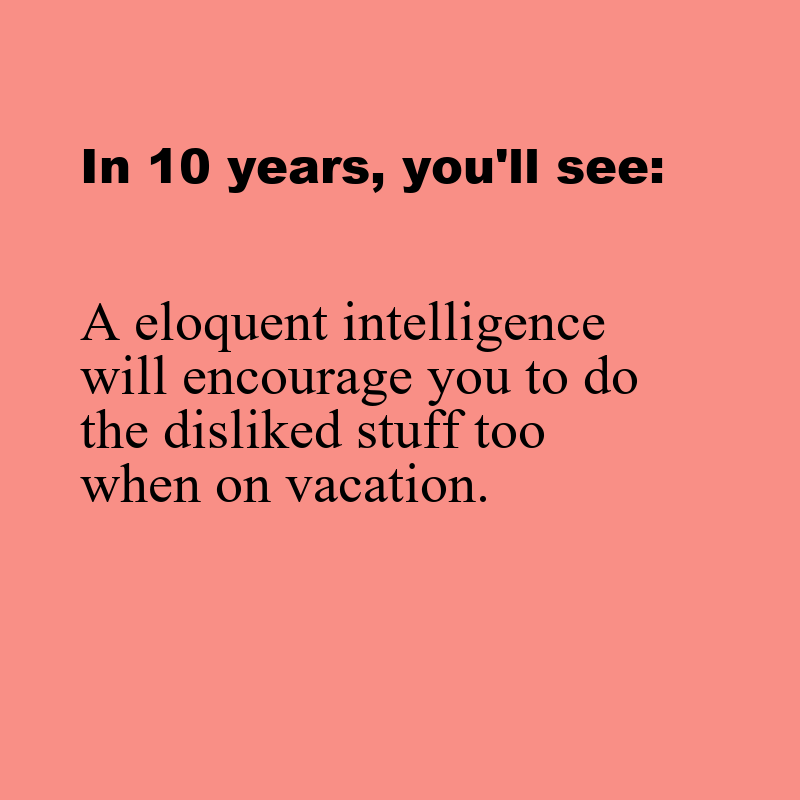 In 10 years, you'll see:
A eloquent intelligence
will encourage you to do
the disliked stuff too
when on vacation.